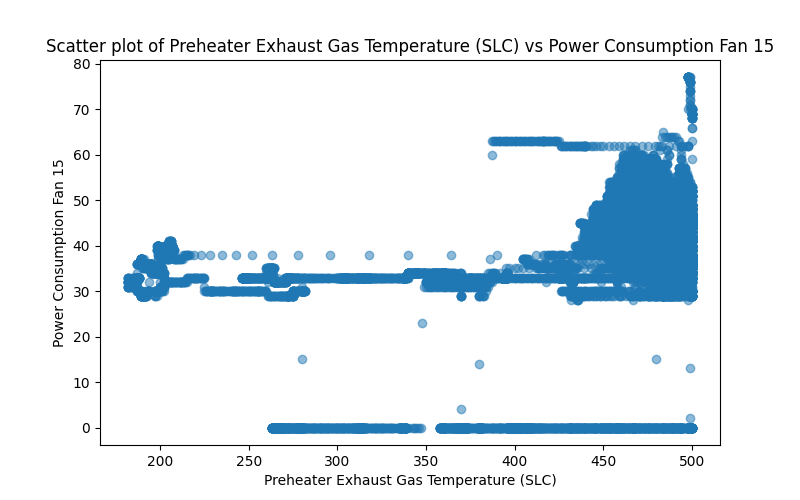 Scatter plot of Preheater Exhaust Gas Temperature (SLC) vs Power Consumption Fan 15
80
70
60
50
40
30
20
10
0
Power Consumption Fan 15
200 250 300 350 400 450 500
Preheater Exhaust Gas Temperature (SLC)